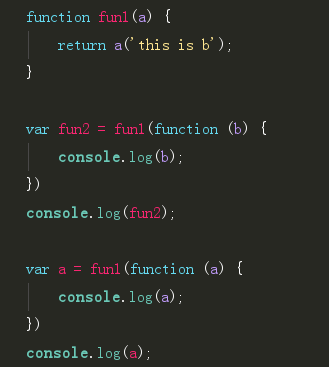 function fun1(a) {
    return a('this is b');
}
var fun2 = fun1(function (b) {
    console.log(b);
})
console.log(fun2);
var a = fun1(function (a) {
    console.log(a);
})
console.log(a);